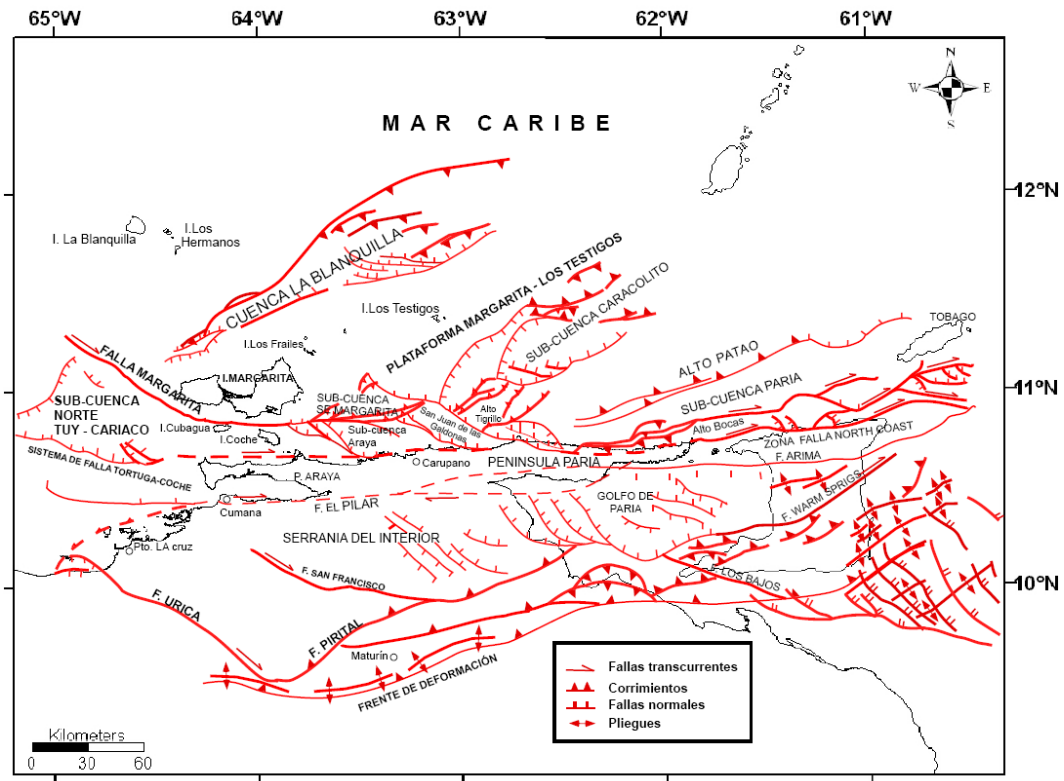 65°W 64°W 63°W 62°W 61°W
N
W E
S
MAR CARIBE
12°N
I. La Blanquilla
I.Los
Hermanos
CUENCA LA BLANQUILLA
I.Los Testigos
PLATAFORMA MARGARITA - LOS TESTIGOS
SUB-CUENCA CARACOLITO
TOBAGO
I.Los Frailes
ALTO PATAO
FALLA MARGARITA
I.MARGARITA
11°N
SUB-CUENCA PARIA
SUB-CUENCA
NORTE
TUY - CARIACO
SUB-CUENCA
SE MARGARITA
San Juan de las
Galdonas
Alto
Tigrillo
I.Cubagua
I.Coche
Sub-cuenca
Araya
Alto Bocas
ZONA FALLA NORTH COAST
SISTEMA DE FALLA TORTUGA-COCHE
Carupano
PENINSULA PARIA
F. ARIMA
P. ARAYA
F. EL PILAR
GOLFO DE
PARIA
F. WARM SPRIGS
Cumana
SERRANIA DEL INTERIOR
Pto. LA cruz
F. SAN FRANCISCO
LOS BAJOS
10°N
F. URICA
F. PIRITAL
Maturín
FRENTE DE DEFORMACIÓN
Fallas transcurrentes
Corrimientos
Fallas normales
Pliegues
Kilometers
0 30 60